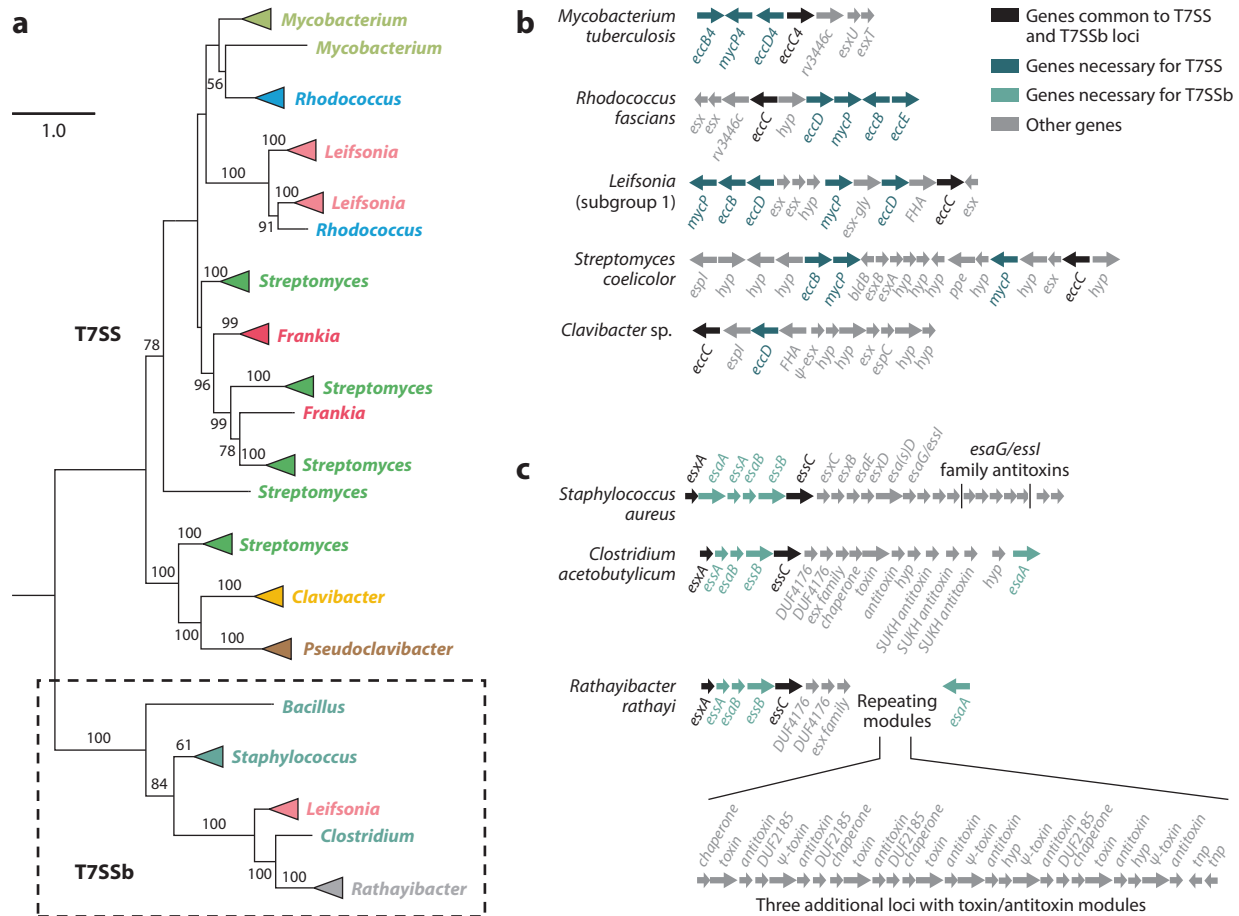 a
1.0
T7SS
Mycobacterium
Mycobacterium
56
Rhodococcus
100
Leifsonia
100
100
Leifsonia
91
Rhodococcus
100
Streptomyces
78
99
Frankia
96
100
Streptomyces
99
Frankia
78
100
Streptomyces
Streptomyces
100
Streptomyces
100
100
Clavibacter
100
100
Pseudoclavibacter
Bacillus
100
61
Staphylococcus
84
Leifsonia
100
Clostridium
100
100
Rathayibacter
T7SSb
b
Mycobacterium
tuberculosis
eccB4 mycP4 eccD4 eccC4 rv3446c esxU esxT
Rhodococcus
fascians
esx esx rv3446c eccC hyp eccD mycP eccB eccE
Leifsonia
(subgroup 1)
mycP eccB eccD esx esx hyp mycP esx-gly eccD FHA eccC esx
Streptomyces
coelicolor
espI hyp hyp hyp eccB mycP bldB esxB esxA hyp hyp hyp ppe hyp mycP hyp esx eccC hyp
Clavibacter sp.
eccC espI eccD FHA ψ-esx hyp hyp esx espC hyp hyp
Genes common to T7SS
and T7SSb loci
Genes necessary for T7SS
Genes necessary for T7SSb
Other genes
c
esxA esaA essA esaB essB essC esxC esxB esaE esxD esa(s)D esaG/essI
esaG/essI
family antitoxins
Staphylococcus
aureus
Clostridium
acetobutylicum
esxA essA esaB essB essC DUF4176 DUF4176 esx family chaperone toxin antitoxin hyp SUKH antitoxin SUKH antitoxin SUKH antitoxin hyp esaA
Rathayibacter
rathayi
esxA essA esaB essB essC DUF4176 DUF4176 esx family
Repeating
modules
esaA
chaperone toxin antitoxin DUF2185 ψ-toxin antitoxin DUF2185 chaperone toxin antitoxin DUF2185 chaperone toxin antitoxin ψ-toxin antitoxin hyp ψ-toxin antitoxin DUF2185 chaperone toxin antitoxin hyp ψ-toxin antitoxin tnp tnp
Three additional loci with toxin/antitoxin modules